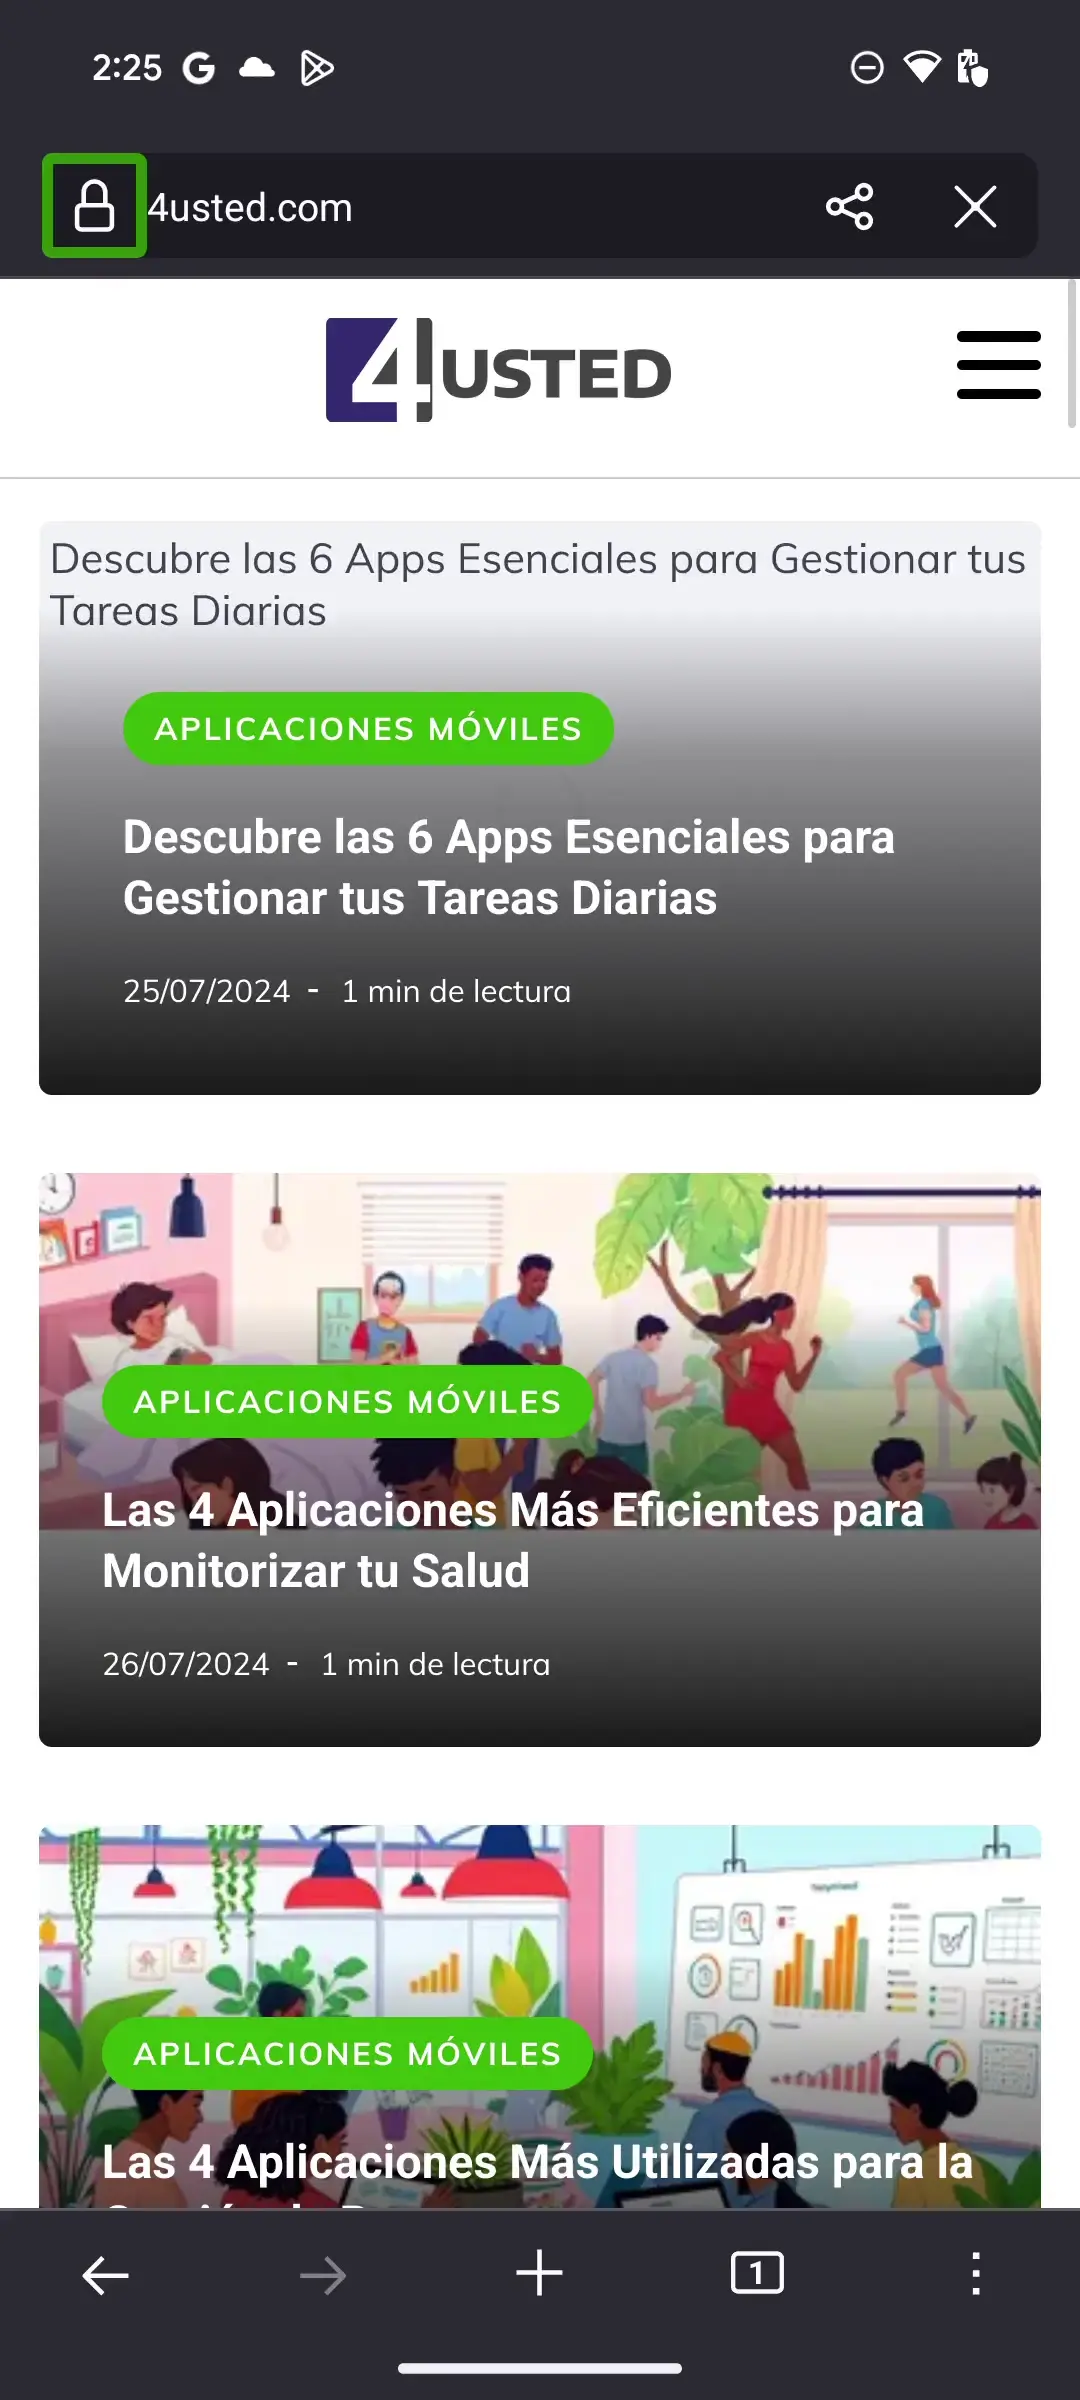 2:25
4usted.com
4USTED
Descubre las 6 Apps Esenciales para Gestionar tus
Tareas Diarias
APLICACIONES MÓVILES
Descubre las 6 Apps Esenciales para
Gestionar tus Tareas Diarias
25/07/2024 - 1 min de lectura
APLICACIONES MÓVILES
Las 4 Aplicaciones Más Eficientes para
Monitorizar tu Salud
26/07/2024 - 1 min de lectura
APLICACIONES MÓVILES
Las 4 Aplicaciones Más Utilizadas para la
1